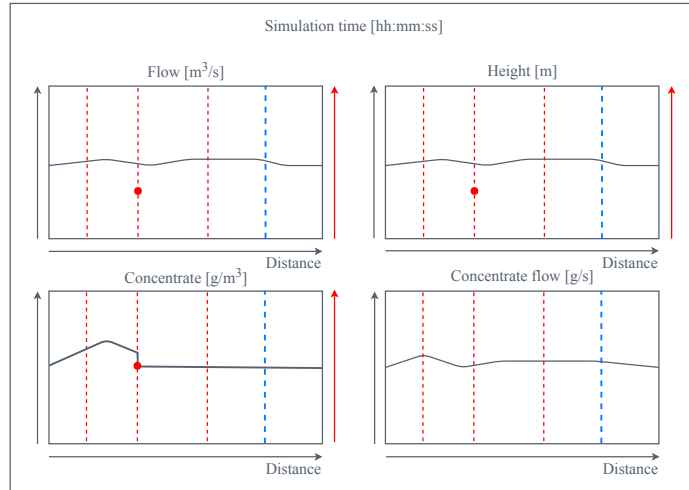 Simulation time [hh:mm:ss]
Flow [m³/s]
Height [m]
Distance
Distance
Concentrate [g/m³]
Concentrate flow [g/s]
Distance
Distance